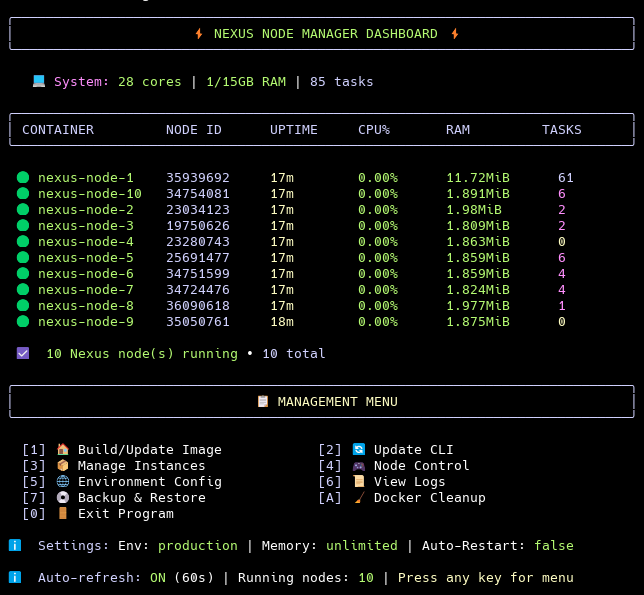 ⚡ NEXUS NODE MANAGER DASHBOARD ⚡
💻 System: 28 cores | 1/15GB RAM | 85 tasks
CONTAINER NODE ID UPTIME CPU% RAM TASKS
🟢 nexus-node-1 35939692 17m 0.00% 11.72MiB 61
🟢 nexus-node-10 34754081 17m 0.00% 1.891MiB 6
🟢 nexus-node-2 23034123 17m 0.00% 1.98MiB 2
🟢 nexus-node-3 19750626 17m 0.00% 1.809MiB 2
🟢 nexus-node-4 23280743 17m 0.00% 1.863MiB 0
🟢 nexus-node-5 25691477 17m 0.00% 1.859MiB 6
🟢 nexus-node-6 34751599 17m 0.00% 1.859MiB 4
🟢 nexus-node-7 34724476 17m 0.00% 1.824MiB 4
🟢 nexus-node-8 36090618 17m 0.00% 1.977MiB 1
🟢 nexus-node-9 35050761 18m 0.00% 1.875MiB 0
☑ 10 Nexus node(s) running • 10 total
📋 MANAGEMENT MENU
[1] 🏠 Build/Update Image [2] 🔄 Update CLI
[3] 📦 Manage Instances [4] 🎮 Node Control
[5] 🌐 Environment Config [6] 📜 View Logs
[7] 💿 Backup & Restore [A] 🧹 Docker Cleanup
[0] 🚪 Exit Program
ℹ Settings: Env: production | Memory: unlimited | Auto-Restart: false
ℹ Auto-refresh: ON (60s) | Running nodes: 10 | Press any key for menu